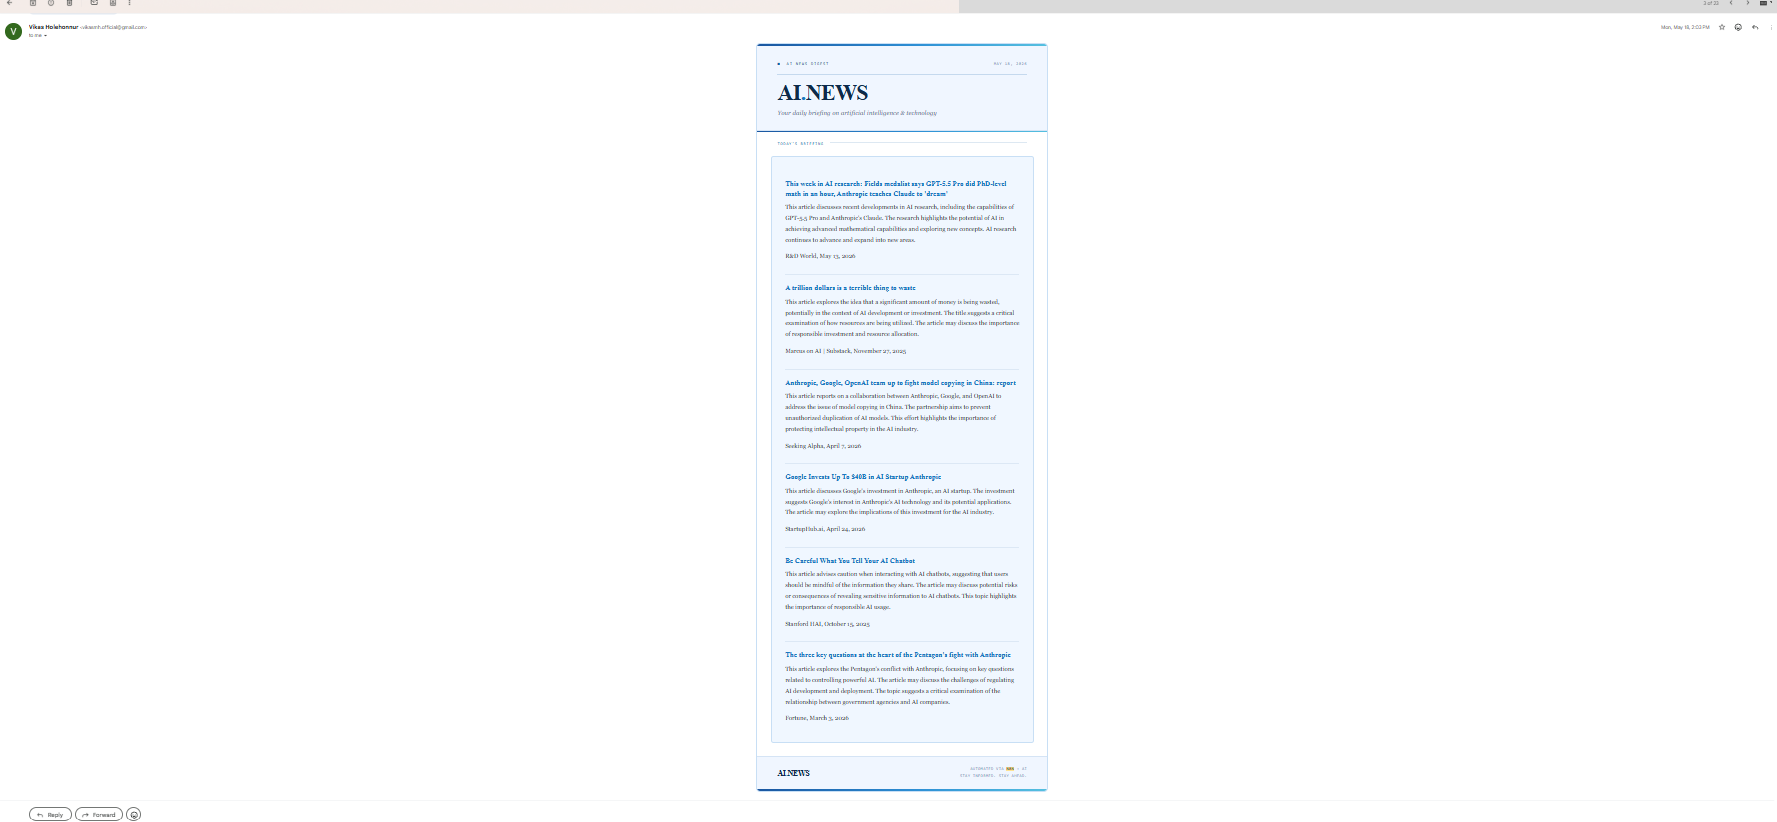 2 of 22
V
Vikas Holehonnur <vikasmh.official@gmail.com>
to me
Mon, May 18, 2:03 PM
AI NEWS DIGEST
MAY 18, 2026
AI.NEWS
Your daily briefing on artificial intelligence & technology
TODAY'S BRIEFING
This week in AI research: Fields medalist says GPT-5.5 Pro did PhD-level
math in an hour, Anthropic teaches Claude to 'dream'
This article discusses recent developments in AI research, including the capabilities of
GPT-5.5 Pro and Anthropic's Claude. The research highlights the potential of AI in
achieving advanced mathematical capabilities and exploring new concepts. AI research
continues to advance and expand into new areas.
R&D World, May 13, 2026
A trillion dollars is a terrible thing to waste
This article explores the idea that a significant amount of money is being wasted,
potentially in the context of AI development or investment. The title suggests a critical
examination of how resources are being utilized. The article may discuss the importance
of responsible investment and resource allocation.
Marcus on AI | Substack, November 27, 2025
Anthropic, Google, OpenAI team up to fight model copying in China: report
This article reports on a collaboration between Anthropic, Google, and OpenAI to
address the issue of model copying in China. The partnership aims to prevent
unauthorized duplication of AI models. This effort highlights the importance of
protecting intellectual property in the AI industry.
Seeking Alpha, April 7, 2026
Google Invests Up To $40B in AI Startup Anthropic
This article discusses Google's investment in Anthropic, an AI startup. The investment
suggests Google's interest in Anthropic's AI technology and its potential applications.
The article may explore the implications of this investment for the AI industry.
StartupHub.ai, April 24, 2026
Be Careful What You Tell Your AI Chatbot
This article advises caution when interacting with AI chatbots, suggesting that users
should be mindful of the information they share. The article may discuss potential risks
or consequences of revealing sensitive information to AI chatbots. This topic highlights
the importance of responsible AI usage.
Stanford HAI, October 15, 2025
The three key questions at the heart of the Pentagon's fight with Anthropic
This article explores the Pentagon's conflict with Anthropic, focusing on key questions
related to controlling powerful AI. The article may discuss the challenges of regulating
AI development and deployment. The topic suggests a critical examination of the
relationship between government agencies and AI companies.
Fortune, March 3, 2026
AI.NEWS
AUTOMATED VIA + AI
STAY INFORMED. STAY AHEAD.
Reply
Forward